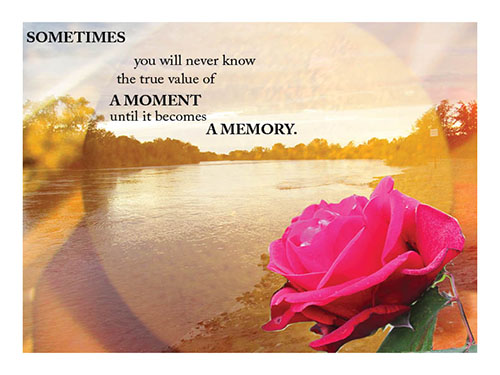 SOMETIMES
you will never know
the true value of
A MOMENT
until it becomes
A MEMORY.